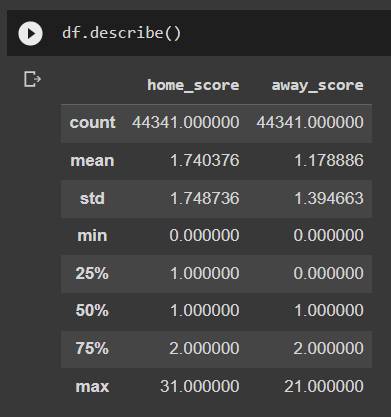 df.describe()
home_score away_score
count 44341.000000 44341.000000
mean 1.740376 1.178886
std 1.748736 1.394663
min 0.000000 0.000000
25% 1.000000 0.000000
50% 1.000000 1.000000
75% 2.000000 2.000000
max 31.000000 21.000000